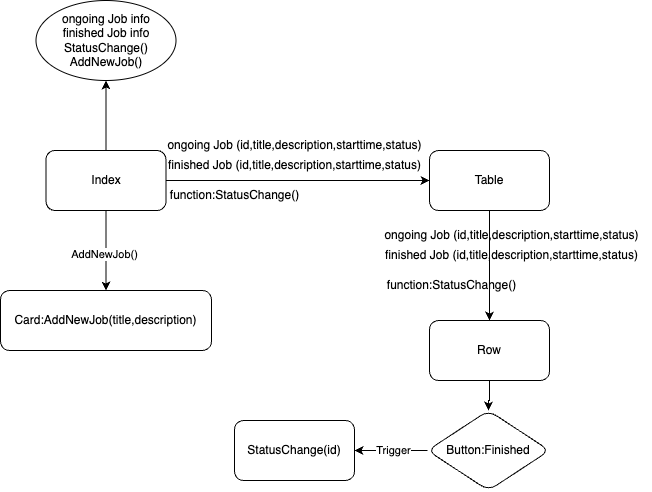 ongoing Job info
finished Job info
StatusChange()
AddNewJob()
ongoing Job (id,title,description,starttime,status)
finished Job (id,title,description,starttime,status)
Index
Table
function:StatusChange()
ongoing Job (id,title,description,starttime,status)
AddNewJob()
finished Job (id,title,description,starttime,status)
function:StatusChange()
Card:AddNewJob(title,description)
Row
StatusChange(id)
Trigger
Button:Finished